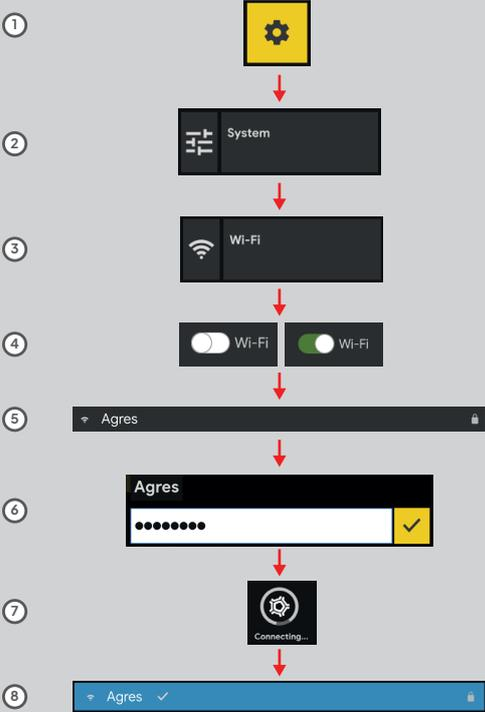 1
2
System
3
Wi-Fi
4
Wi-Fi
Wi-Fi
5
Agres
6
Agres
7
Connecting...
8
Agres